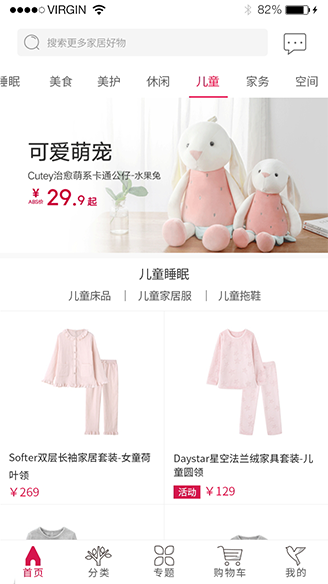 VIRGIN 82%
搜索更多家居好物
睡眠 美食 美护 休闲 儿童 家务 空间
可爱萌宠
Cutey治愈萌系卡通公仔-水果兔
¥ ABS价 29.9 起
儿童睡眠
儿童床品 | 儿童家居服 | 儿童拖鞋
Softer双层长袖家居套装-女童荷
叶领
¥269
Daystar星空法兰绒家具套装-儿
童圆领
活动 ¥129
首页 分类 专题 购物车 我的